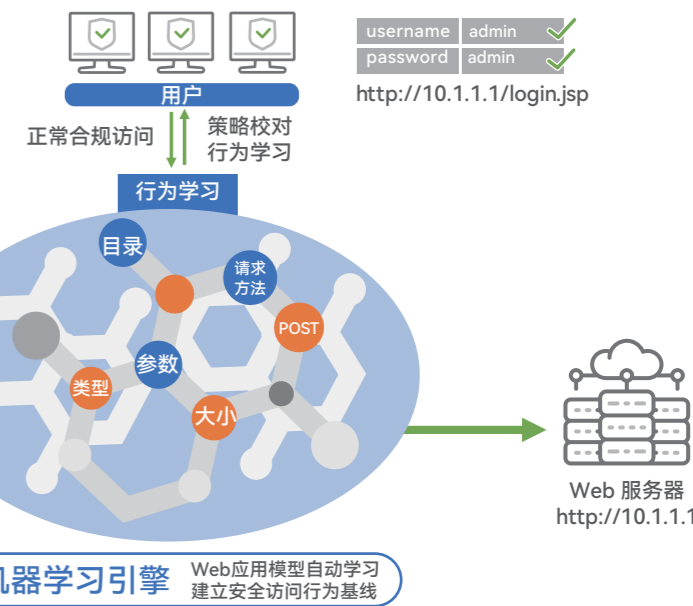 username admin
password admin
http://10.1.1.1/login.jsp
用户
正常合规访问
策略校对
行为学习
行为学习
目录
请求
方法
POST
参数
类型
大小
Web 服务器
http://10.1.1.1
机器学习引擎
Web应用模型自动学习
建立安全访问行为基线